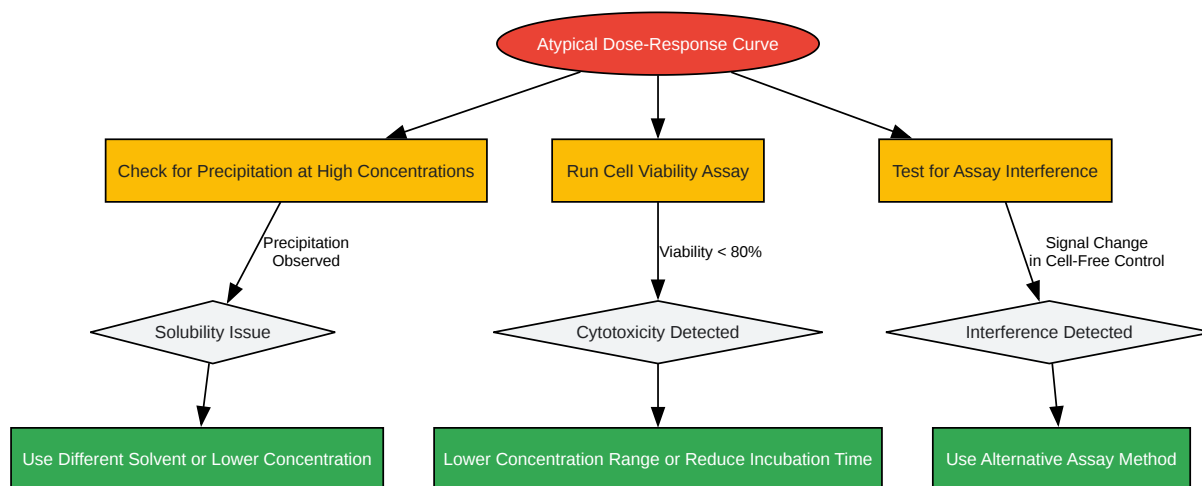 Atypical Dose-Response Curve
Check for Precipitation at High Concentrations
Run Cell Viability Assay
Test for Assay Interference
Precipitation
Observed
Viability < 80%
Signal Change
in Cell-Free Control
Solubility Issue
Cytotoxicity Detected
Interference Detected
Use Different Solvent or Lower Concentration
Lower Concentration Range or Reduce Incubation Time
Use Alternative Assay Method